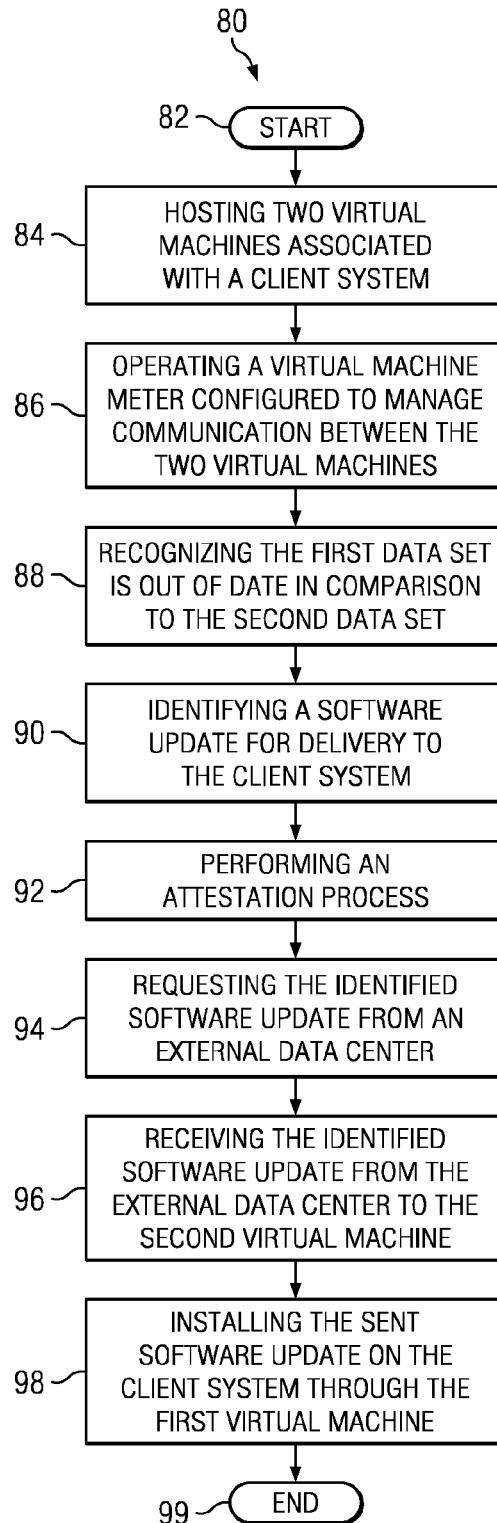 80
82
START
84
HOSTING TWO VIRTUAL
MACHINES ASSOCIATED
WITH A CLIENT SYSTEM
86
OPERATING A VIRTUAL MACHINE
METER CONFIGURED TO MANAGE
COMMUNICATION BETWEEN THE
TWO VIRTUAL MACHINES
88
RECOGNIZING THE FIRST DATA SET
IS OUT OF DATE IN COMPARISON
TO THE SECOND DATA SET
90
IDENTIFYING A SOFTWARE
UPDATE FOR DELIVERY TO
THE CLIENT SYSTEM
92
PERFORMING AN
ATTESTATION PROCESS
94
REQUESTING THE IDENTIFIED
SOFTWARE UPDATE FROM AN
EXTERNAL DATA CENTER
96
RECEIVING THE IDENTIFIED
SOFTWARE UPDATE FROM THE
EXTERNAL DATA CENTER TO THE
SECOND VIRTUAL MACHINE
98
INSTALLING THE SENT
SOFTWARE UPDATE ON THE
CLIENT SYSTEM THROUGH THE
FIRST VIRTUAL MACHINE
99
END